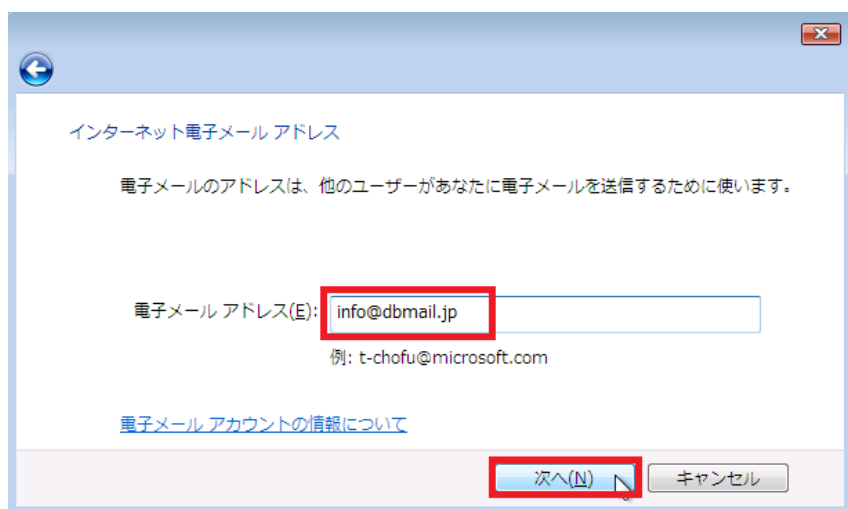 インターネット電子メール アドレス
電子メールのアドレスは、他のユーザーがあなたに電子メールを送信するために使います。
電子メール アドレス(E): info@dbmail.jp
例: t-chofu@microsoft.com
電子メール アカウントの情報について
次へ(N) キャンセル